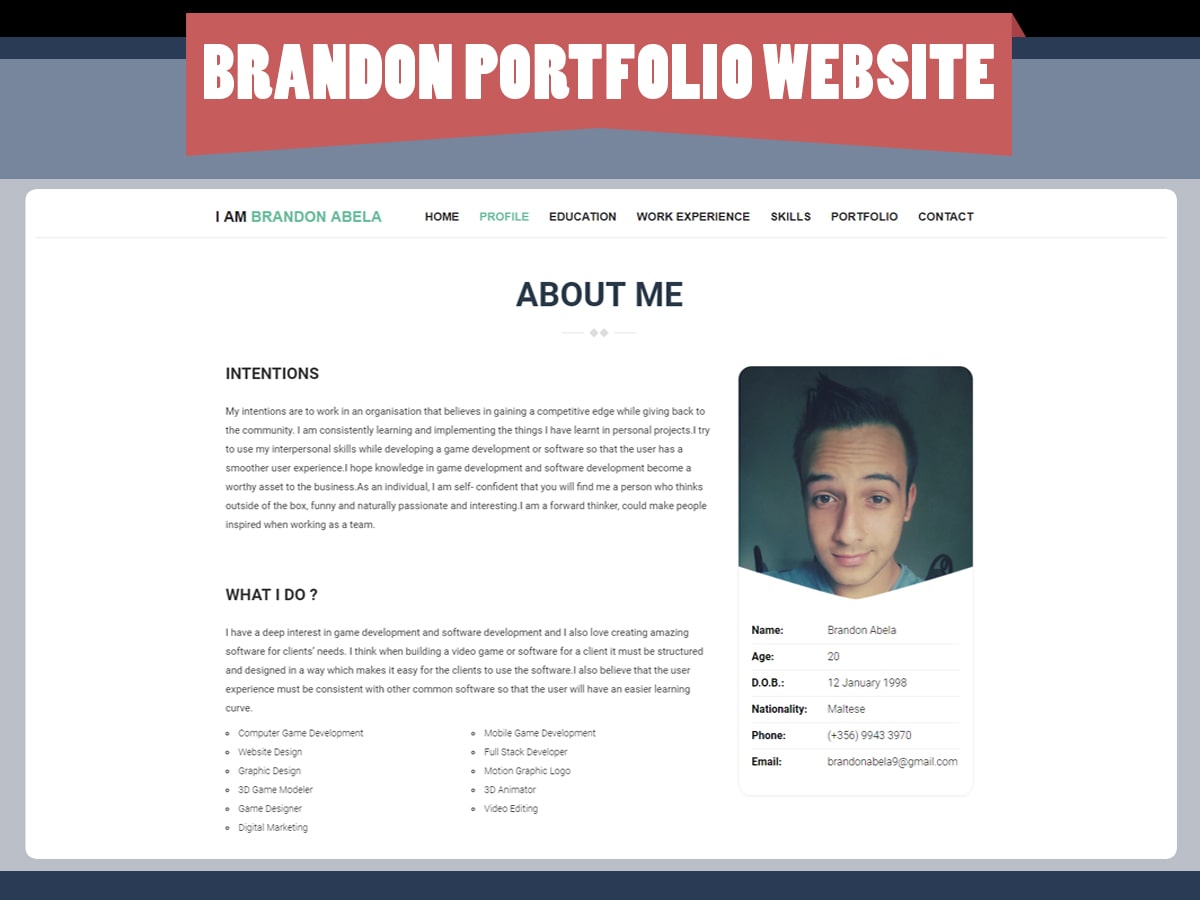 BRANDON PORTFOLIO WEBSITE
I AM BRANDON ABELA
HOME PROFILE EDUCATION WORK EXPERIENCE SKILLS PORTFOLIO CONTACT
ABOUT ME
INTENTIONS
My intentions are to work in an organisation that believes in gaining a competitive edge while giving back to
the community. I am consistently learning and implementing the things I have learnt in personal projects.I try
to use my interpersonal skills while developing a game development or software so that the user has a
smoother user experience.I hope knowledge in game development and software development become a
worthy asset to the business.As an individual, I am self- confident that you will find me a person who thinks
outside of the box, funny and naturally passionate and interesting.I am a forward thinker, could make people
inspired when working as a team.
WHAT I DO ?
I have a deep interest in game development and software development and I also love creating amazing
software for clients’ needs. I think when building a video game or software for a client it must be structured
and designed in a way which makes it easy for the clients to use the software.I also believe that the user
experience must be consistent with other common software so that the user will have an easier learning
curve.
Computer Game Development
Website Design
Graphic Design
3D Game Modeler
Game Designer
Digital Marketing
Mobile Game Development
Full Stack Developer
Motion Graphic Logo
3D Animator
Video Editing
Name: Brandon Abela
Age: 20
D.O.B.: 12 January 1998
Nationality: Maltese
Phone: (+356) 9943 3970
Email: brandonabela9@gmail.com